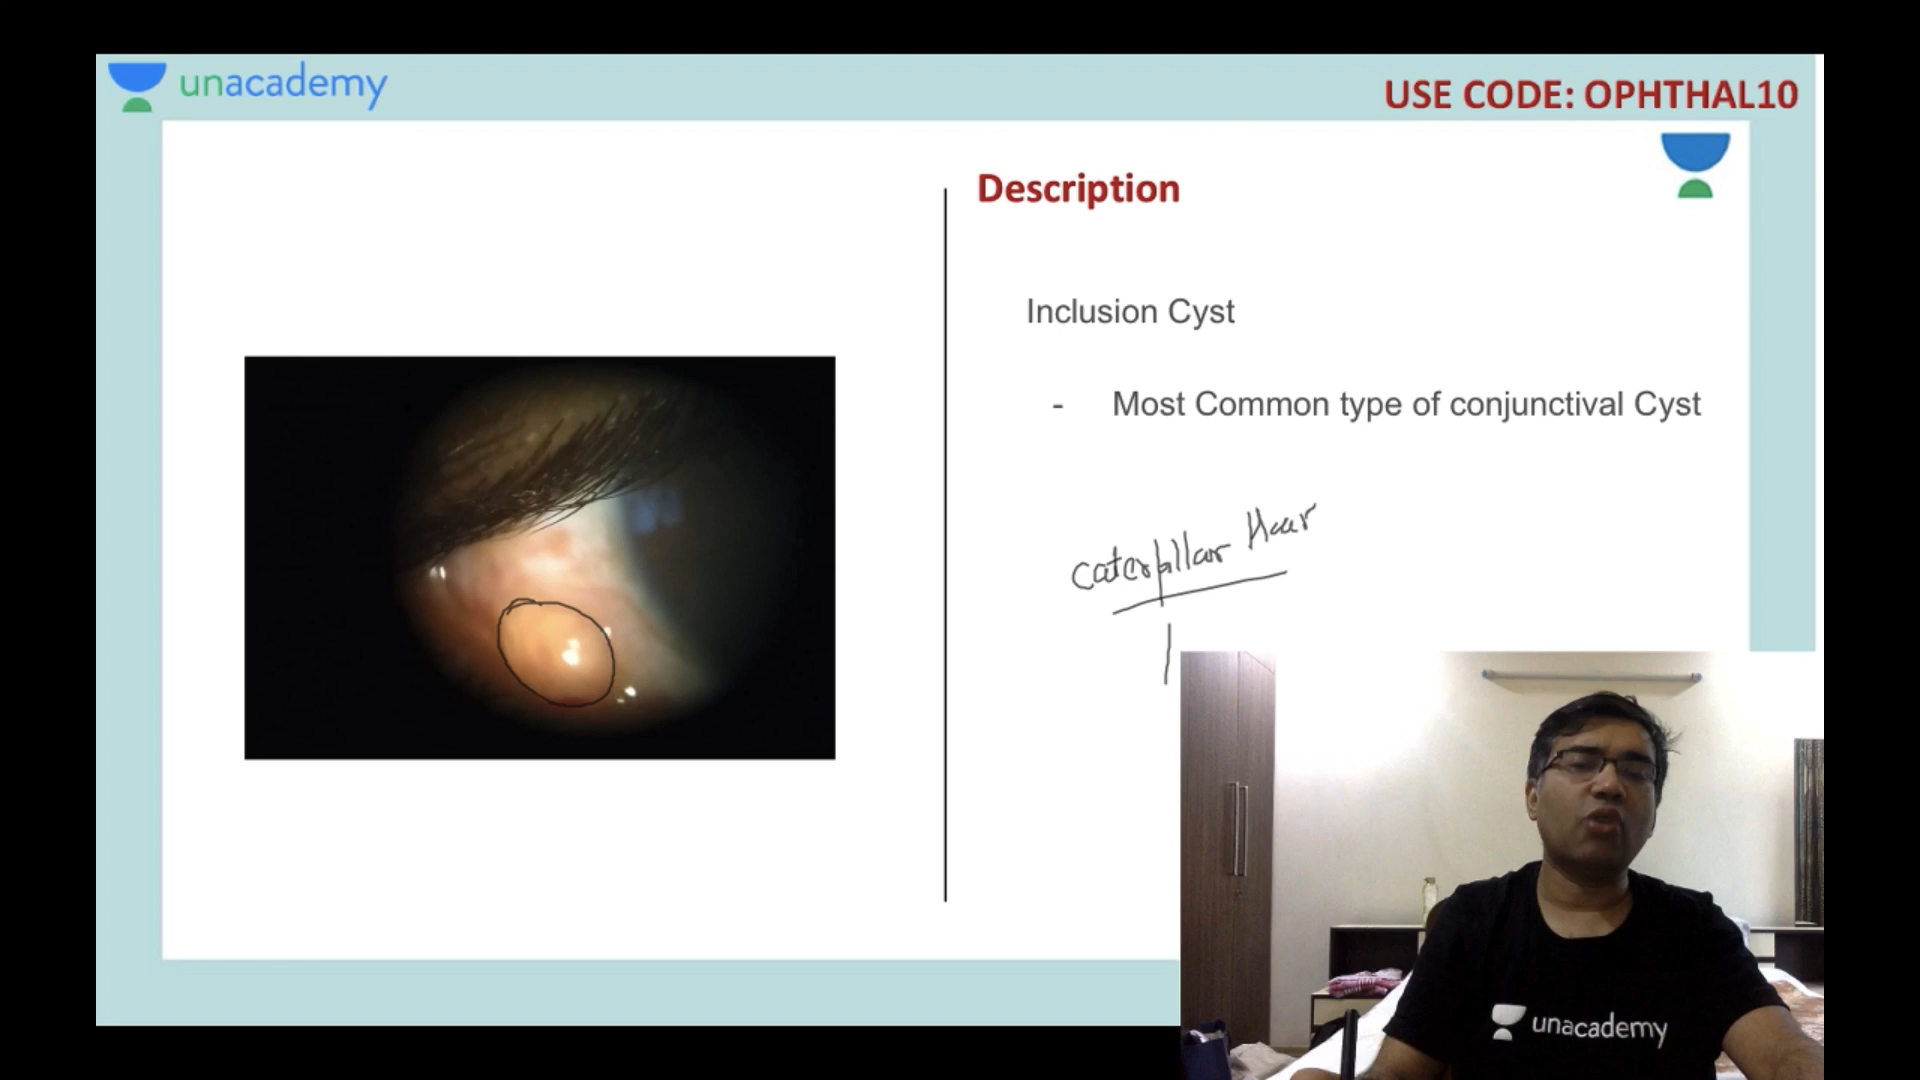 unacademy
USE CODE: OPHTHAL10
Description
Inclusion Cyst
- Most Common type of conjunctival Cyst
caterpillar Hair
unacademy